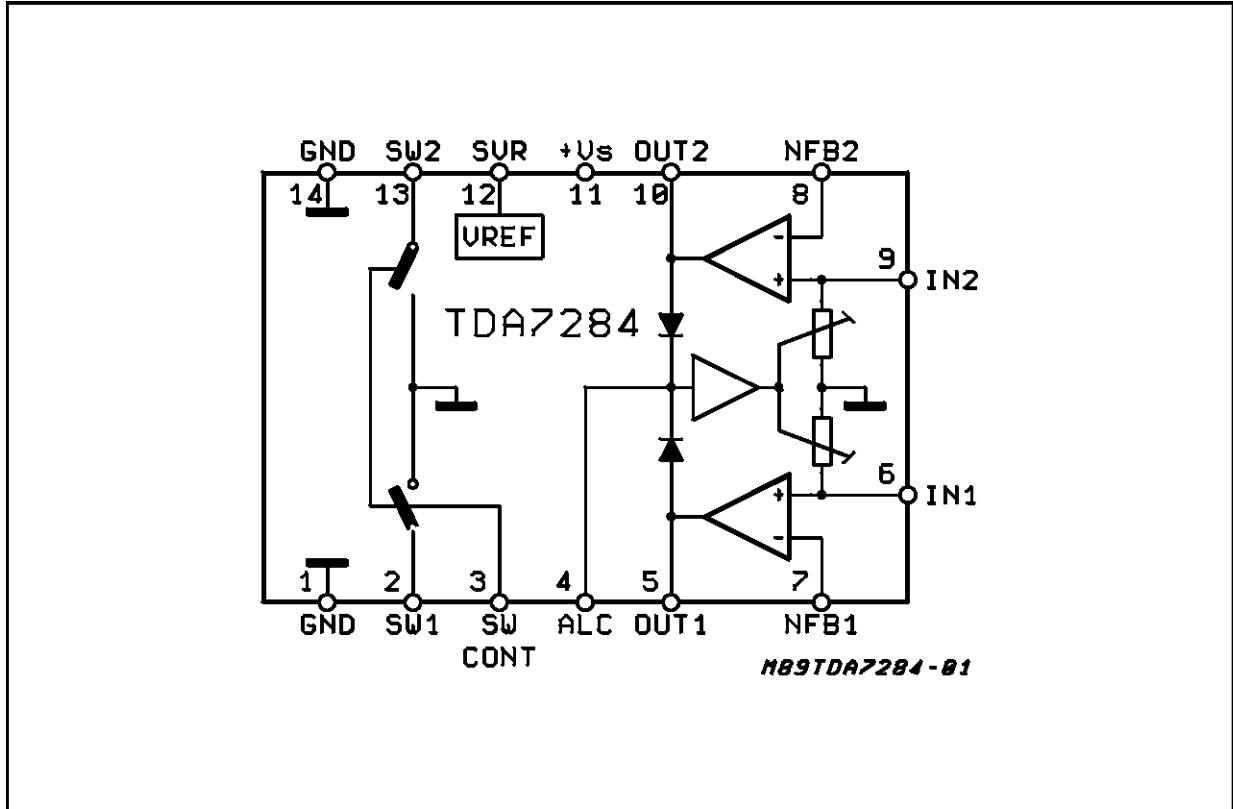 GND SW2 SVR +Vs OUT2 NFB2
14 13 12 11 10 8
VREF
- 
9
+ IN2
TDA7284
6
+ IN1
-
1 2 3 4 5 7
GND SW1 SW ALC OUT1 NFB1
CONT
M89TDA7284-01